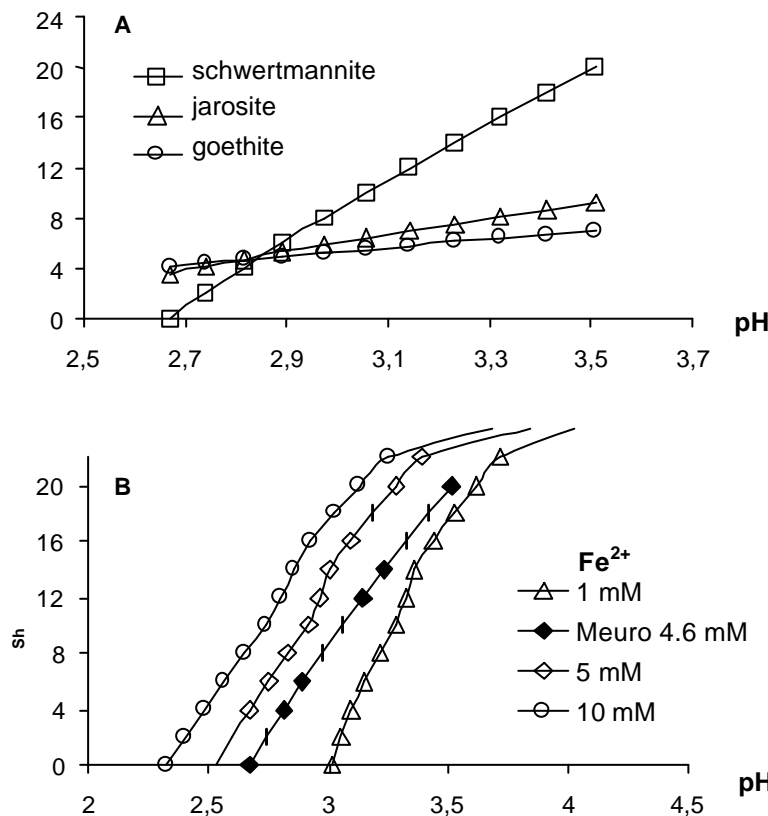 A
24
20
16
12
8
4
0
schwertmannite
jarosite
goethite
2,5 2,7 2,9 3,1 3,3 3,5 3,7
pH
B
20
16
12
8
4
0
Sh
Fe2+
1 mM
Meuro 4.6 mM
5 mM
10 mM
2 2,5 3 3,5 4 4,5
pH